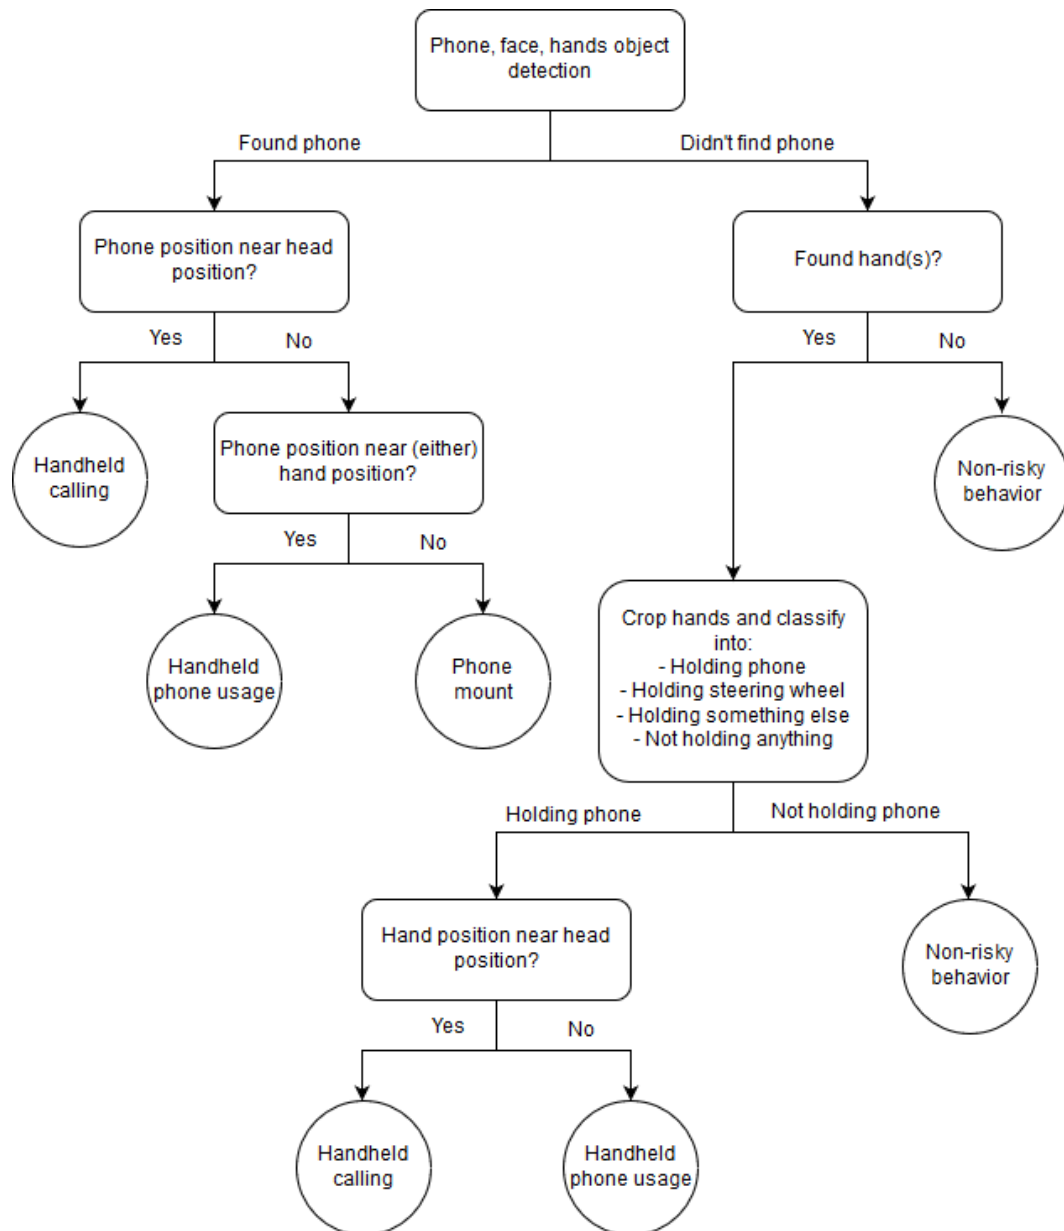 Phone, face, hands object
detection
Found phone
Didn't find phone
Phone position near head
position?
Found hand(s)?
Yes
No
Yes
No
Handheld
calling
Phone position near (either)
hand position?
Non-risky
behavior
Yes
No
Handheld
phone usage
Phone
mount
Crop hands and classify
into:
- Holding phone
- Holding steering wheel
- Holding something else
- Not holding anything
Holding phone
Not holding phone
Hand position near head
position?
Non-risky
behavior
Yes
No
Handheld
calling
Handheld
phone usage